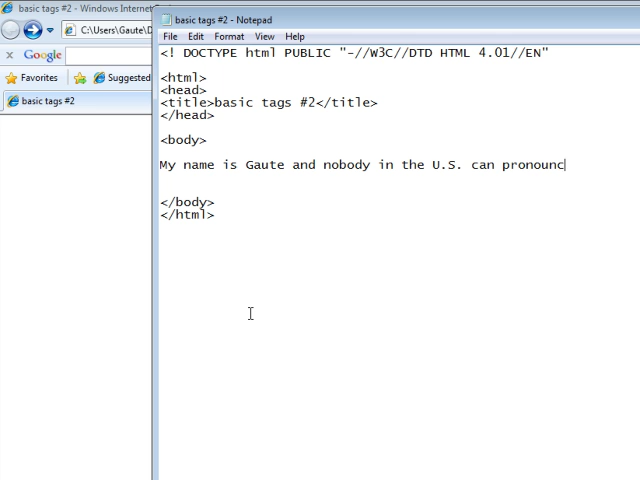 basic tags #2 - Windows Internet
basic tags #2 - Notepad
C:\Users\Gaute\D
File Edit Format View Help
x Google
Favorites Suggested
basic tags #2
<! DOCTYPE html PUBLIC "-//W3C//DTD HTML 4.01//EN"
<html>
<head>
<title>basic tags #2</title>
</head>
<body>
My name is Gaute and nobody in the U.S. can pronounc
</body>
</html>